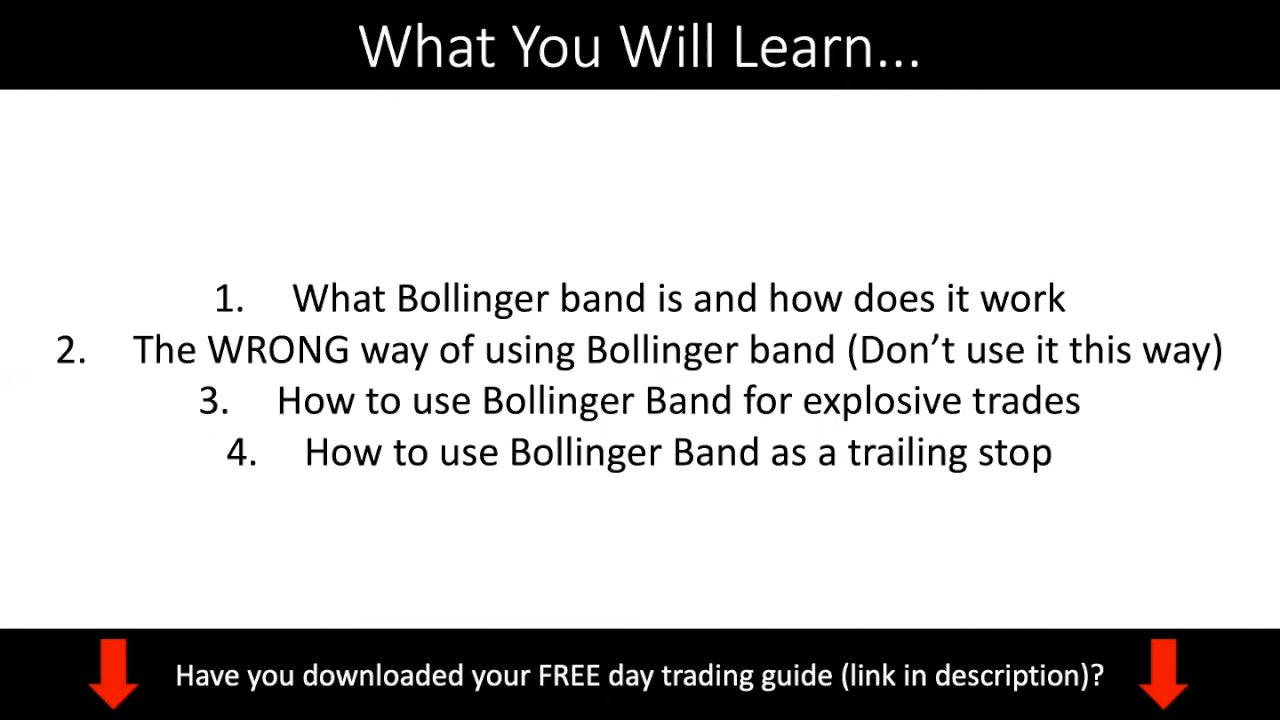 What You Will Learn...
1. What Bollinger band is and how does it work
2. The WRONG way of using Bollinger band (Don’t use it this way)
3. How to use Bollinger Band for explosive trades
4. How to use Bollinger Band as a trailing stop
Have you downloaded your FREE day trading guide (link in description)?